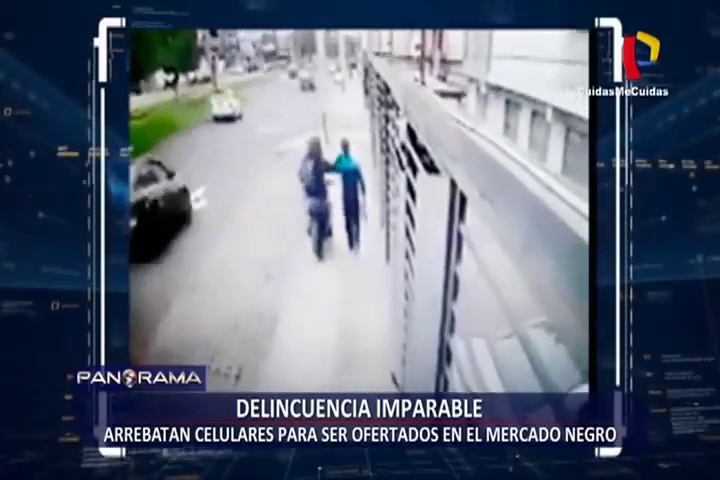 #CuidasMeCuidas
PANORAMA
DELINCUENCIA IMPARABLE
ARREBATAN CELULARES PARA SER OFERTADOS EN EL MERCADO NEGRO